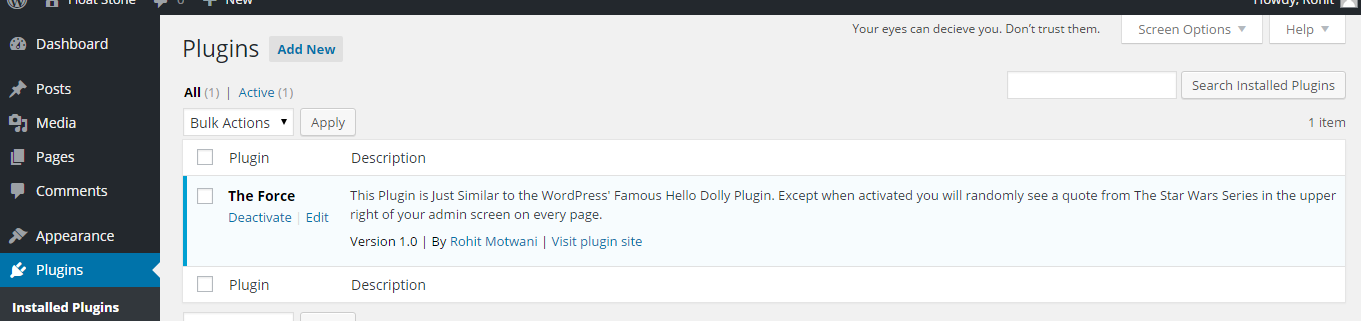 Float Stone 0 New Howdy, Rohit
Your eyes can decieve you. Don't trust them. Screen Options Help
Dashboard
Posts
Media
Pages
Comments
Appearance
Plugins
Installed Plugins
Plugins Add New
All (1) | Active (1)
Search Installed Plugins
Bulk Actions Apply
1 item
Plugin Description
The Force
Deactivate | Edit
This Plugin is Just Similar to the WordPress' Famous Hello Dolly Plugin. Except when activated you will randomly see a quote from The Star Wars Series in the upper
right of your admin screen on every page.
Version 1.0 | By Rohit Motwani | Visit plugin site
Plugin Description